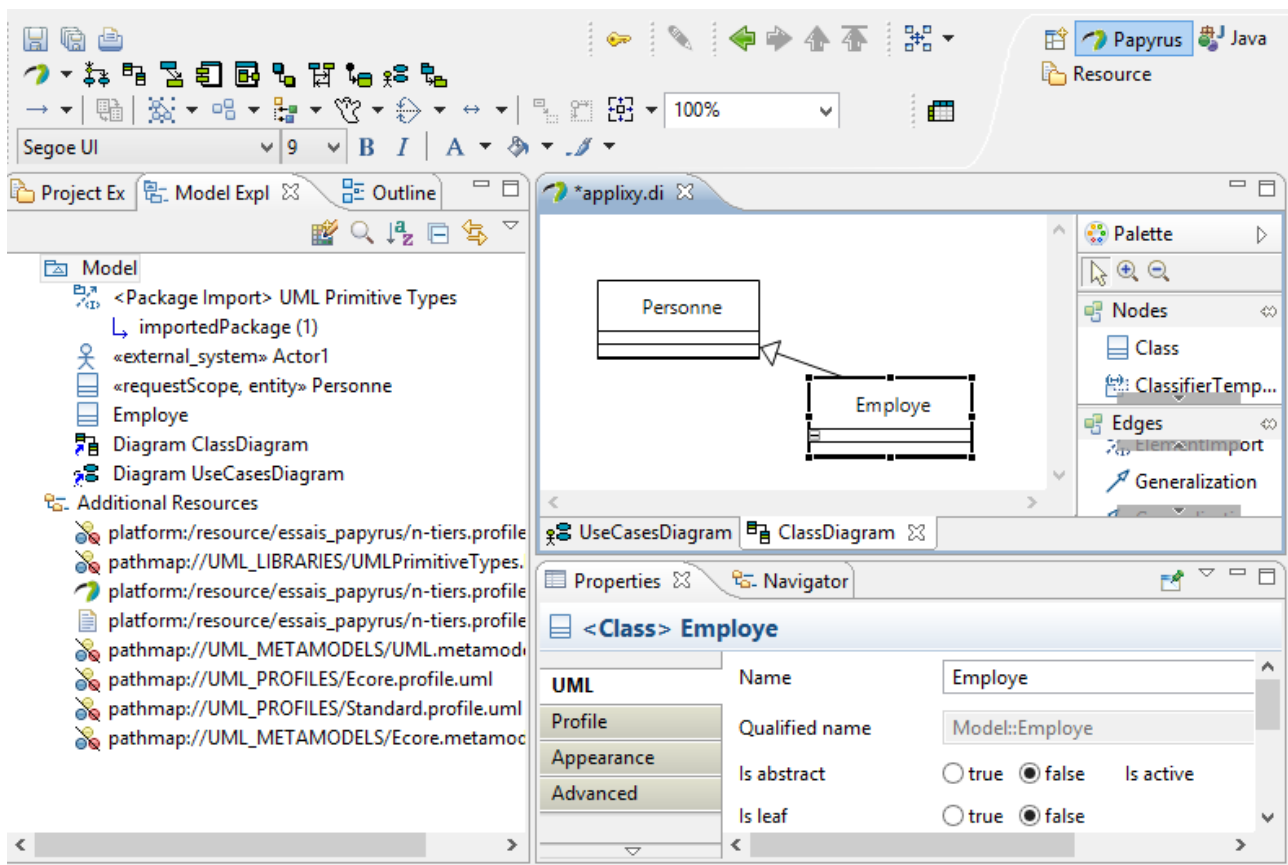 Papyrus Java
Resource
100%
Segoe UI 9 B I A
Project Ex Model Expl Outline
Model
<Package Import> UML Primitive Types
importedPackage (1)
«external_system» Actor1
«requestScope, entity» Personne
Employe
Diagram ClassDiagram
Diagram UseCasesDiagram
Additional Resources
platform:/resource/essais_papyrus/n-tiers.profile
pathmap://UML_LIBRARIES/UMLPrimitiveTypes.
platform:/resource/essais_papyrus/n-tiers.profile
platform:/resource/essais_papyrus/n-tiers.profile
pathmap://UML_METAMODELS/UML.metamod
pathmap://UML_PROFILES/Ecore.profile.uml
pathmap://UML_PROFILES/Standard.profile.uml
pathmap://UML_METAMODELS/Ecore.metamod
*applixy.di
Personne
Employe
Palette
Nodes
Class
ClassifierTemp...
Edges
ElementImport
Generalization
UseCasesDiagram ClassDiagram
Properties Navigator
<Class> Employe
UML
Profile
Appearance
Advanced
Name Employe
Qualified name Model::Employe
Is abstract true false Is active
Is leaf true false